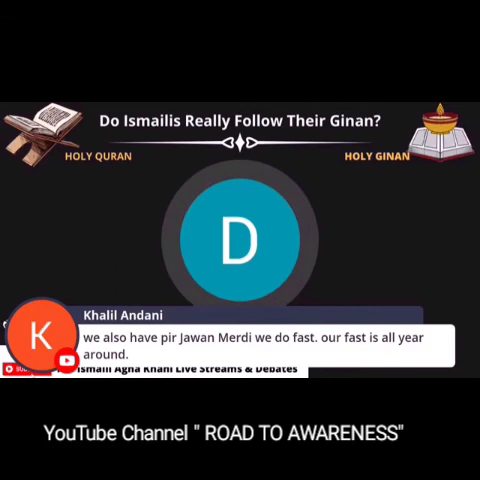 Do Ismailis Really Follow Their Ginan?
HOLY QURAN
HOLY GINAN
D
Khalil Andani
K
we also have pir Jawan Merdi we do fast. our fast is all year
around.
Ismaili Agha Khani Live Streams & Debates
YouTube Channel " ROAD TO AWARENESS"